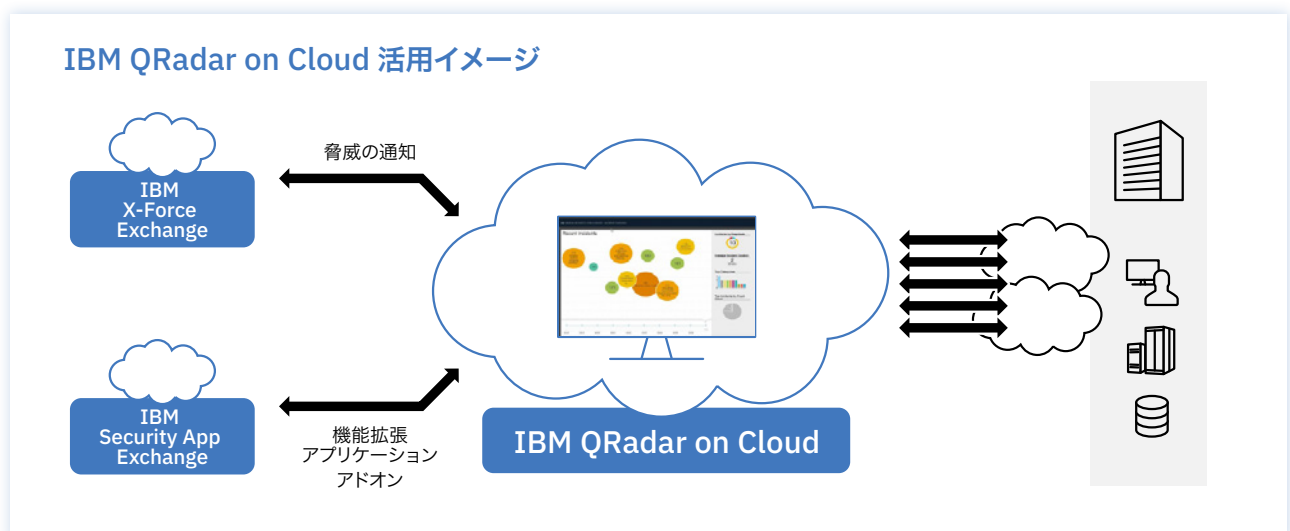 IBM QRadar on Cloud 活用イメージ
IBM
X-Force
Exchange
脅威の通知
Recent Incidents
IBM
Security App
Exchange
機能拡張
アプリケーション
アドオン
IBM QRadar on Cloud